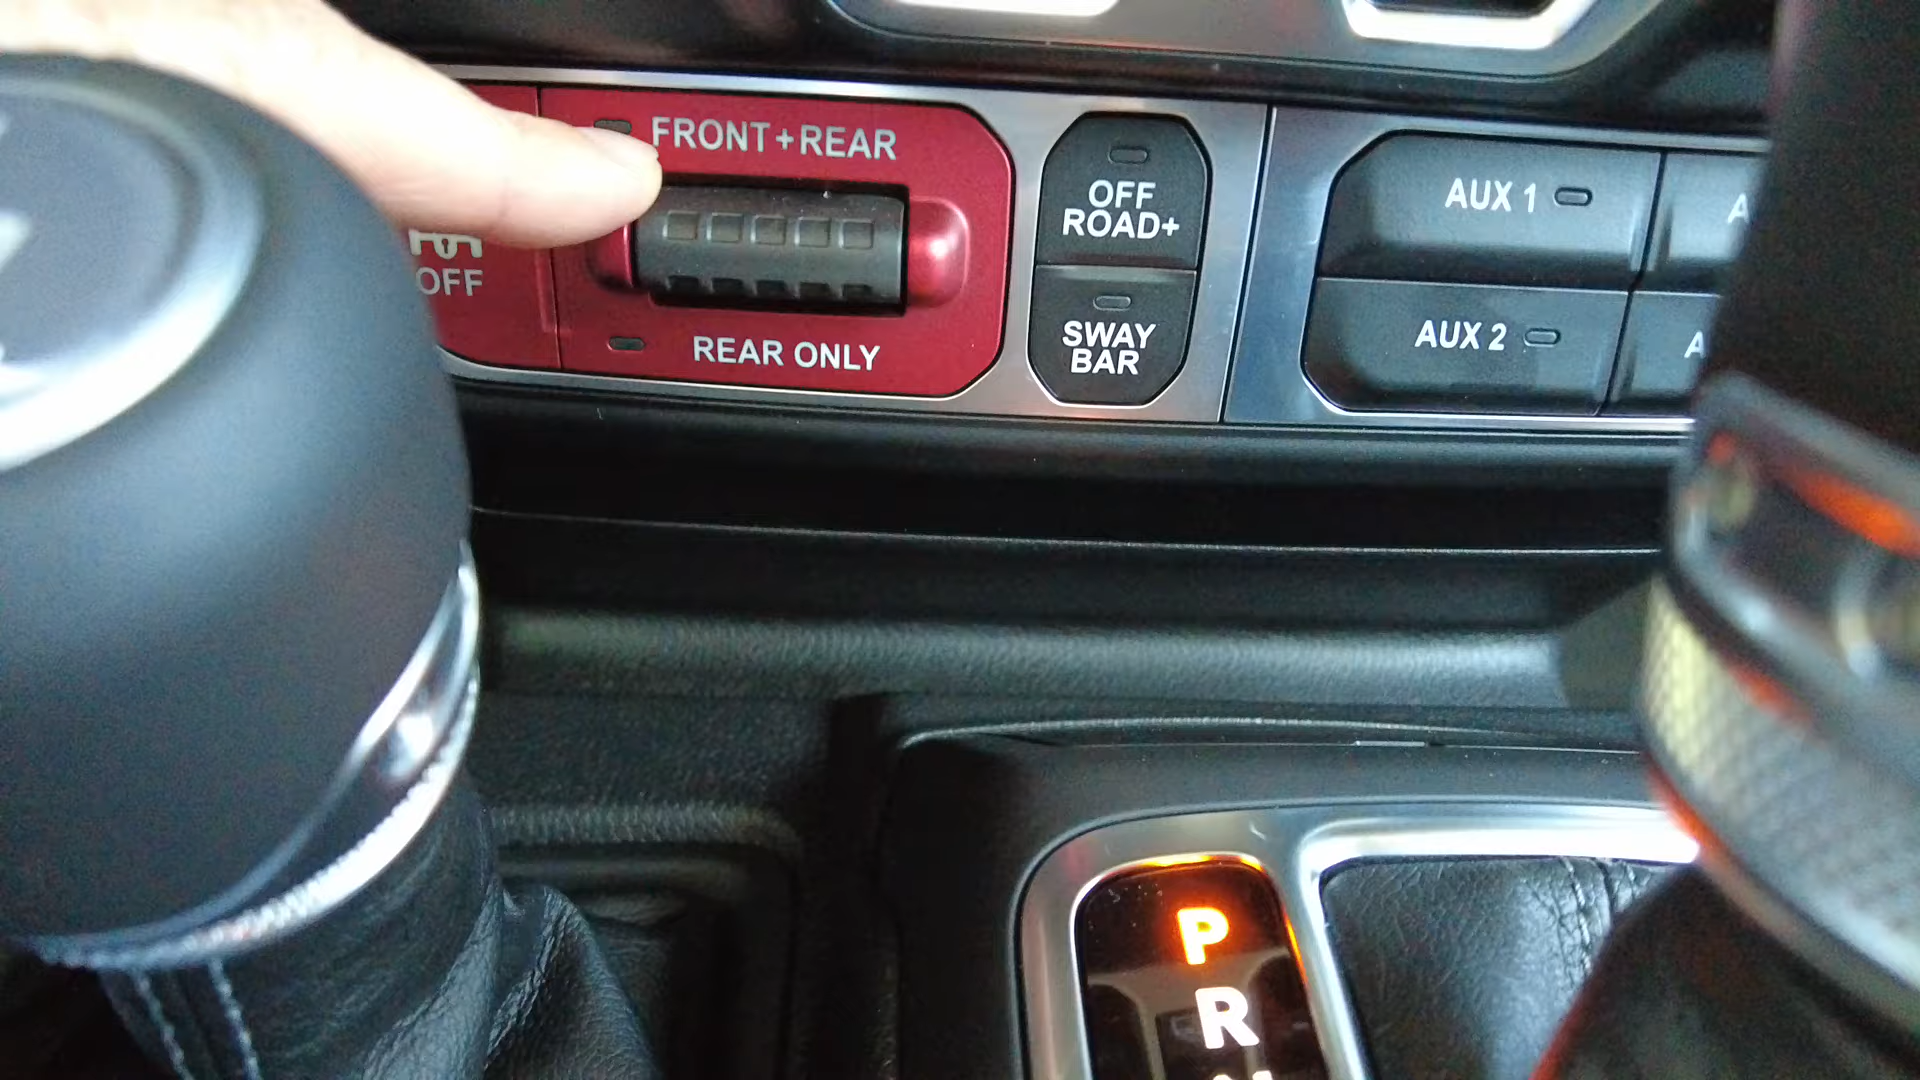 FRONT+REAR
OFF
REAR ONLY
OFF
ROAD+
SWAY
BAR
AUX 1
A
AUX 2
A
P
R